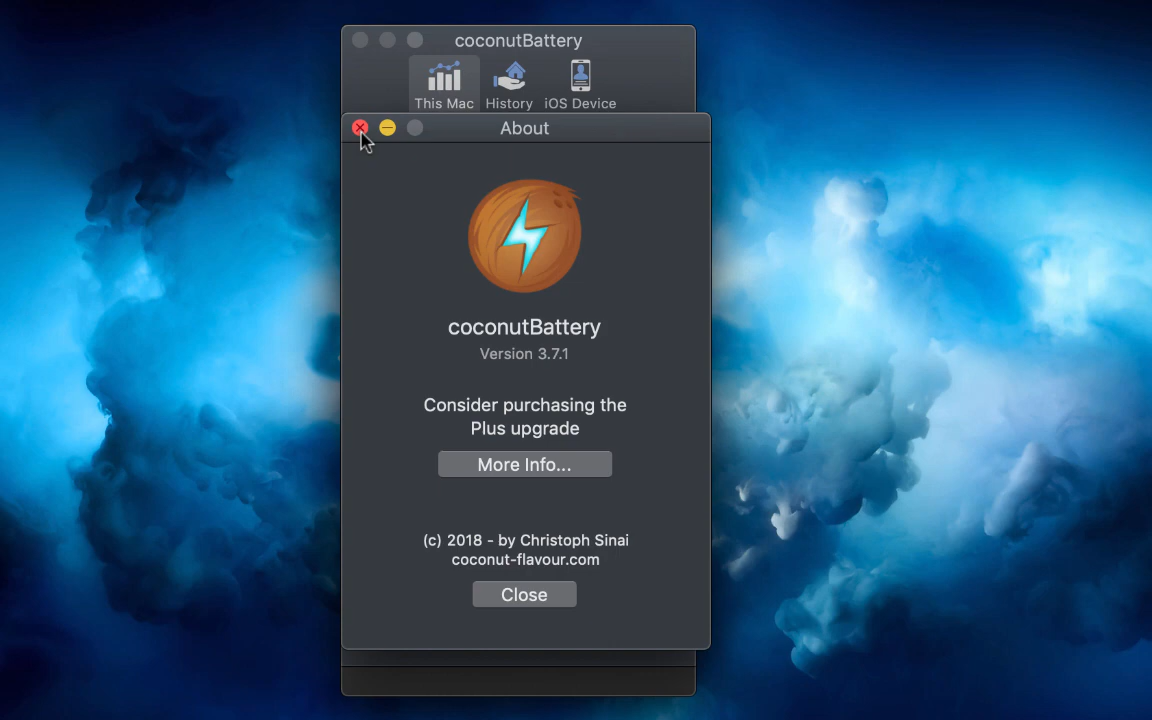 coconutBattery
This Mac History iOS Device
About
coconutBattery
Version 3.7.1
Consider purchasing the
Plus upgrade
More Info...
(c) 2018 - by Christoph Sinai
coconut-flavour.com
Close